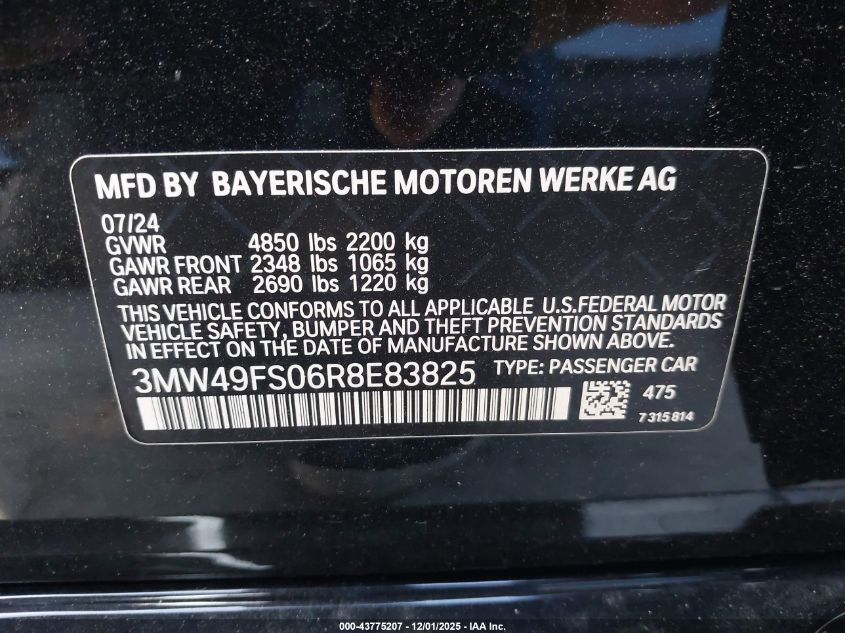 MFD BY BAYERISCHE MOTOREN WERKE AG
07/24
GVWR 4850 lbs 2200 kg
GAWR FRONT 2348 lbs 1065 kg
GAWR REAR 2690 lbs 1220 kg
THIS VEHICLE CONFORMS TO ALL APPLICABLE U.S.FEDERAL MOTOR
VEHICLE SAFETY, BUMPER AND THEFT PREVENTION STANDARDS
IN EFFECT ON THE DATE OF MANUFACTURE SHOWN ABOVE.
3MW49FS06R8E83825 TYPE: PASSENGER CAR
475
7 315 814
000-43775207 - 12/01/2025 - IAA Inc.